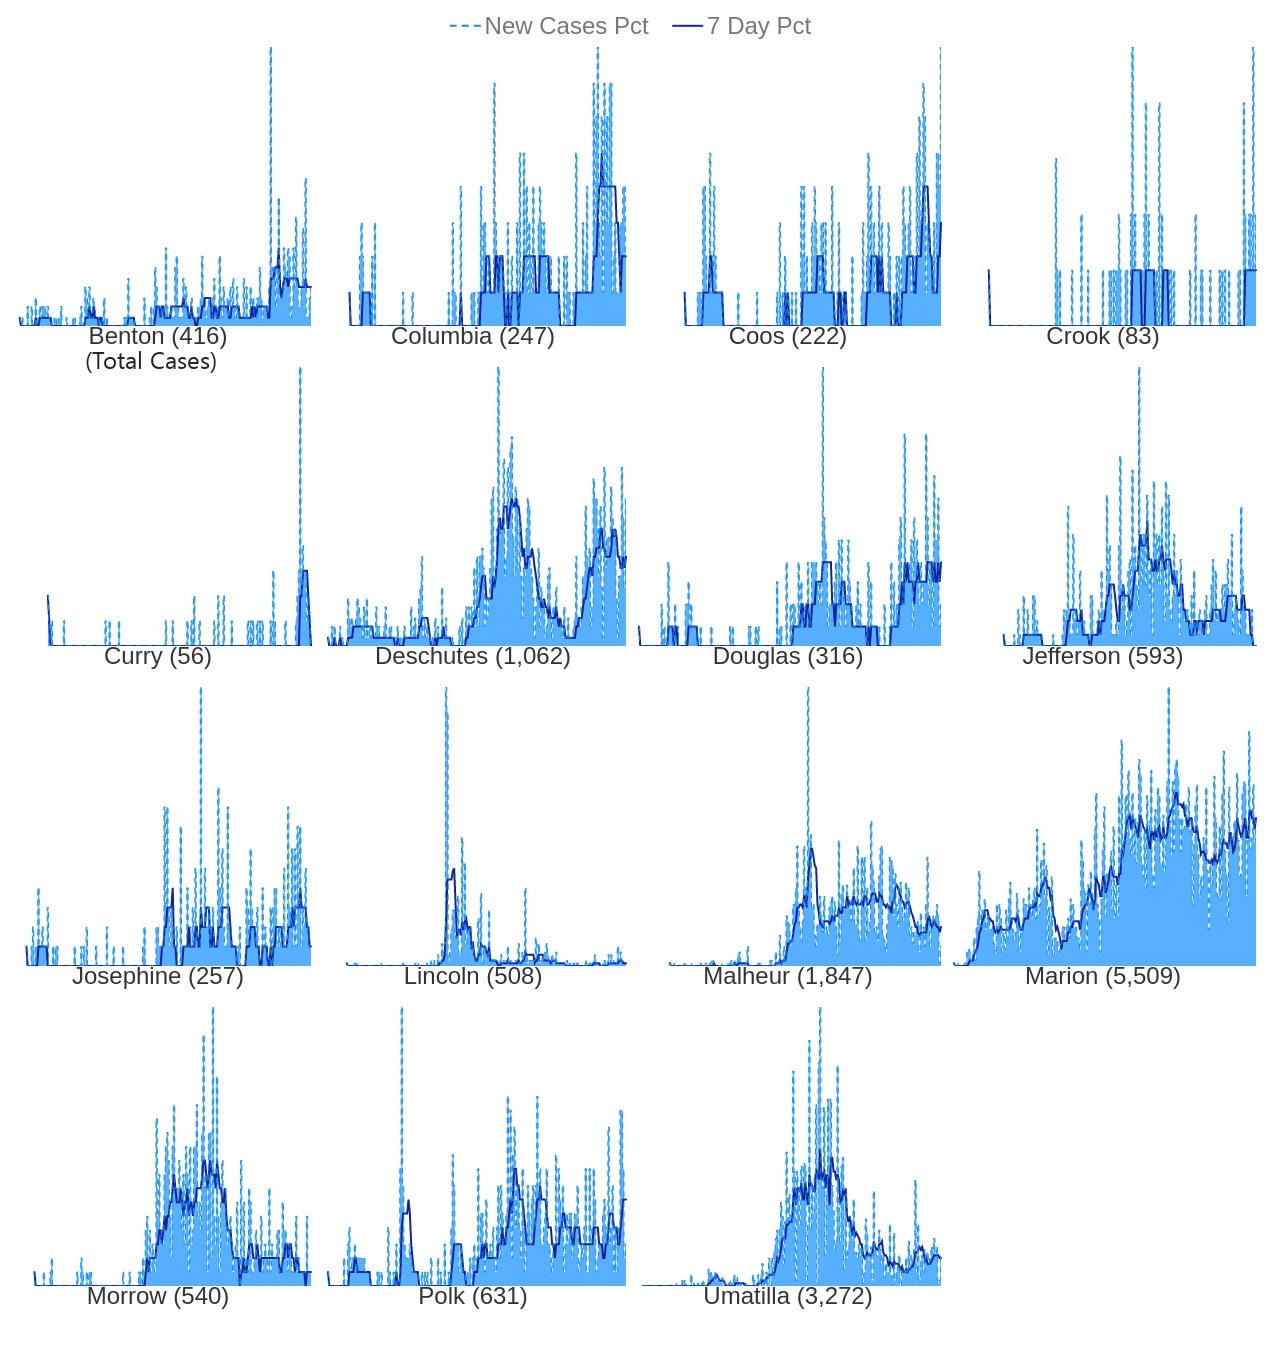 New Cases Pct 7 Day Pct
Benton (416) Columbia (247) Coos (222) Crook (83)
(Total Cases)
Curry (56) Deschutes (1,062) Douglas (316) Jefferson (593)
Josephine (257) Lincoln (508) Malheur (1,847) Marion (5,509)
Morrow (540) Polk (631) Umatilla (3,272)